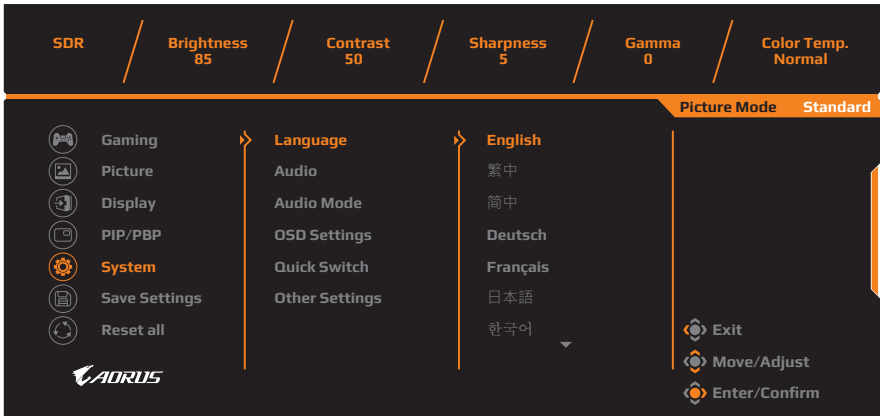 SDR
Brightness
85
Contrast
50
Sharpness
5
Gamma
0
Color Temp.
Normal
Picture Mode Standard
Gaming
Picture
Display
PIP/PBP
System
Save Settings
Reset all
Language
Audio
Audio Mode
OSD Settings
Quick Switch
Other Settings
English
繁中
简中
Deutsch
Français
日本語
한국어
Exit
Move/Adjust
Enter/Confirm
AORUS